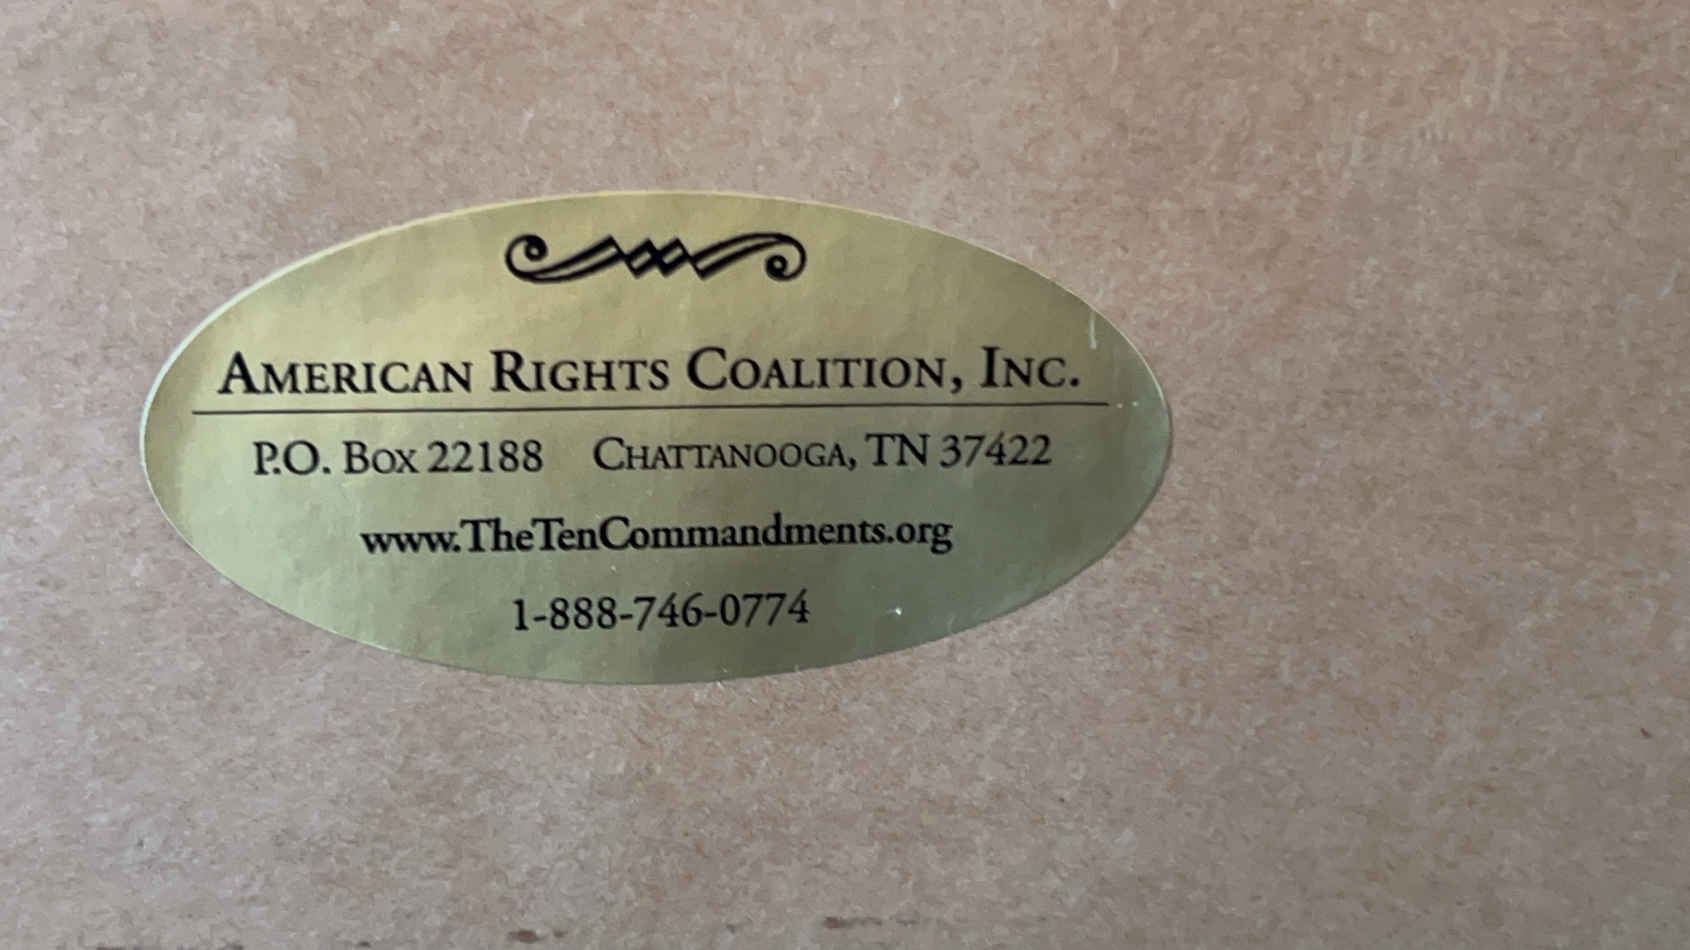 American Rights Coalition, Inc.
P.O. Box 22188 Chattanooga, TN 37422
www.TheTenCommandments.org
1-888-746-0774